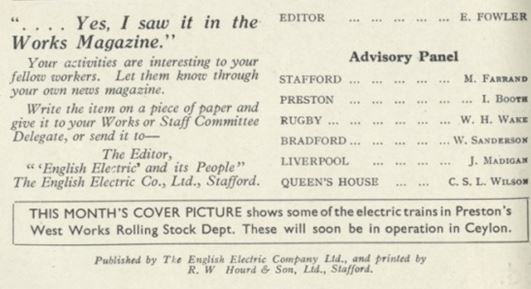 ". . . . Yes, I saw it in the
Works Magazine."
Your activities are interesting to your
fellow workers. Let them know through
your own news magazine.
Write the item on a piece of paper and
give it to your Works or Staff Committee
Delegate, or send it to—
The Editor,
" 'English Electric' and its People"
The English Electric Co., Ltd., Stafford.
EDITOR ... ... ... ... E. FOWLER
Advisory Panel
STAFFORD ... ... ... ... ... M. FARRAND
PRESTON ... ... ... ... ... I. BOOTH
RUGBY ... ... ... ... ... W. H. WAKE
BRADFORD ... ... ... ... W. SANDERSON
LIVERPOOL ... ... ... ... J. MADIGAN
QUEEN'S HOUSE ... ... C. S. L. WILSON
THIS MONTH'S COVER PICTURE shows some of the electric trains in Preston's
West Works Rolling Stock Dept. These will soon be in operation in Ceylon.
Published by The English Electric Company Ltd., and printed by
R. W Hourd & Son, Ltd., Stafford.